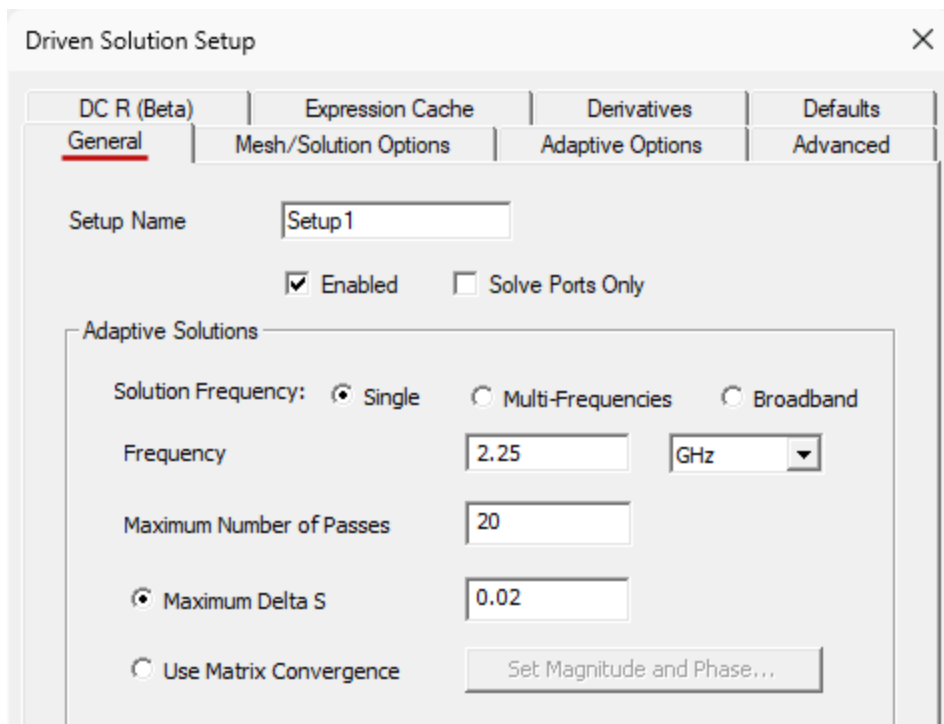 Driven Solution Setup
DC R (Beta) Expression Cache Derivatives Defaults
General Mesh/Solution Options Adaptive Options Advanced
Setup Name Setup1
Enabled Solve Ports Only
Adaptive Solutions
Solution Frequency: Single Multi-Frequencies Broadband
Frequency 2.25 GHz
Maximum Number of Passes 20
Maximum Delta S 0.02
Use Matrix Convergence Set Magnitude and Phase...